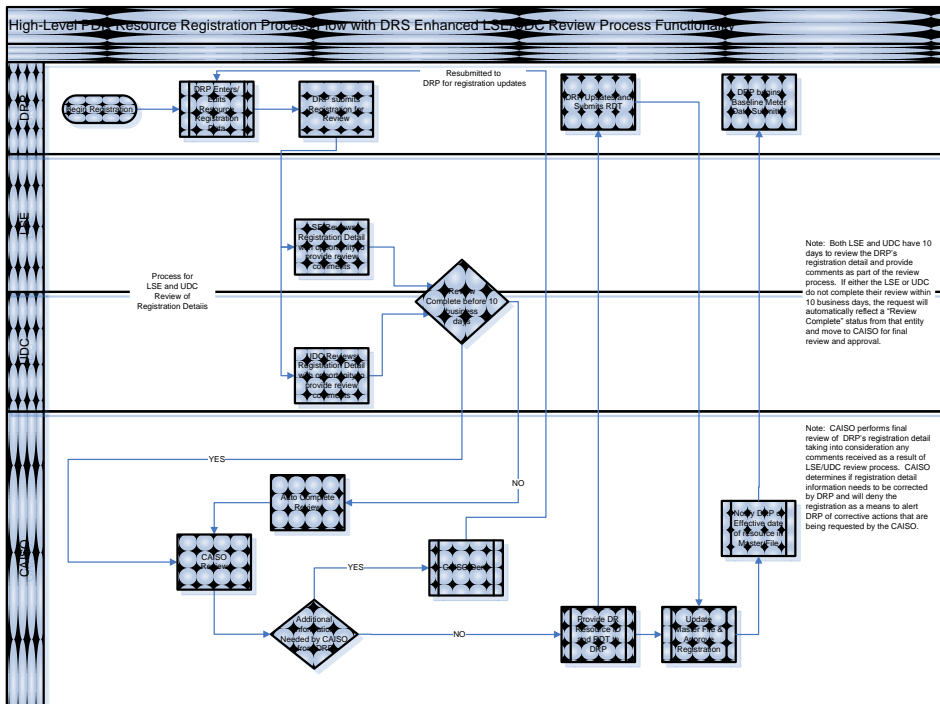 High-Level PDR Resource Registration Process Flow with DRS Enhanced LSE/UDC Review Process Functionality
DRP
Begin Registration
DRP Enters/
Edits
Resource
Registration
Data
DRP submits
Registration for
Review
Resubmitted to
DRP for registration updates
DRP Updates and
Submits RDT
DRP begins
Baseline Meter
Data Submittal
LSE
LSE Reviews
Registration Detail
with opportunity to
provide review
comments
Process for
LSE and UDC
Review of
Registration Details
Review
Complete before 10
business
days
Note: Both LSE and UDC have 10
days to review the DRP's
registration detail and provide
comments as part of the review
process. If either the LSE or UDC
do not complete their review within
10 business days, the request will
automatically reflect a "Review
Complete" status from that entity
and move to CAISO for final
review and approval.
UDC
UDC Reviews
Registration Detail
with opportunity to
provide review
comments
CAISO
YES
NO
Auto Complete
Review
CAISO
Review
YES
CAISO Deny
Additional
Information
Needed by CAISO
from DRP
NO
Provide DR
Resource ID
and RDT to
DRP
Update
Master File &
Approve
Registration
Notify DRP of
Effective date
of resource in
Master File
Note: CAISO performs final
review of DRP's registration detail
taking into consideration any
comments received as a result of
LSE/UDC review process. CAISO
determines if registration detail
information needs to be corrected
by DRP and will deny the
registration as a means to alert
DRP of corrective actions that are
being requested by the CAISO.